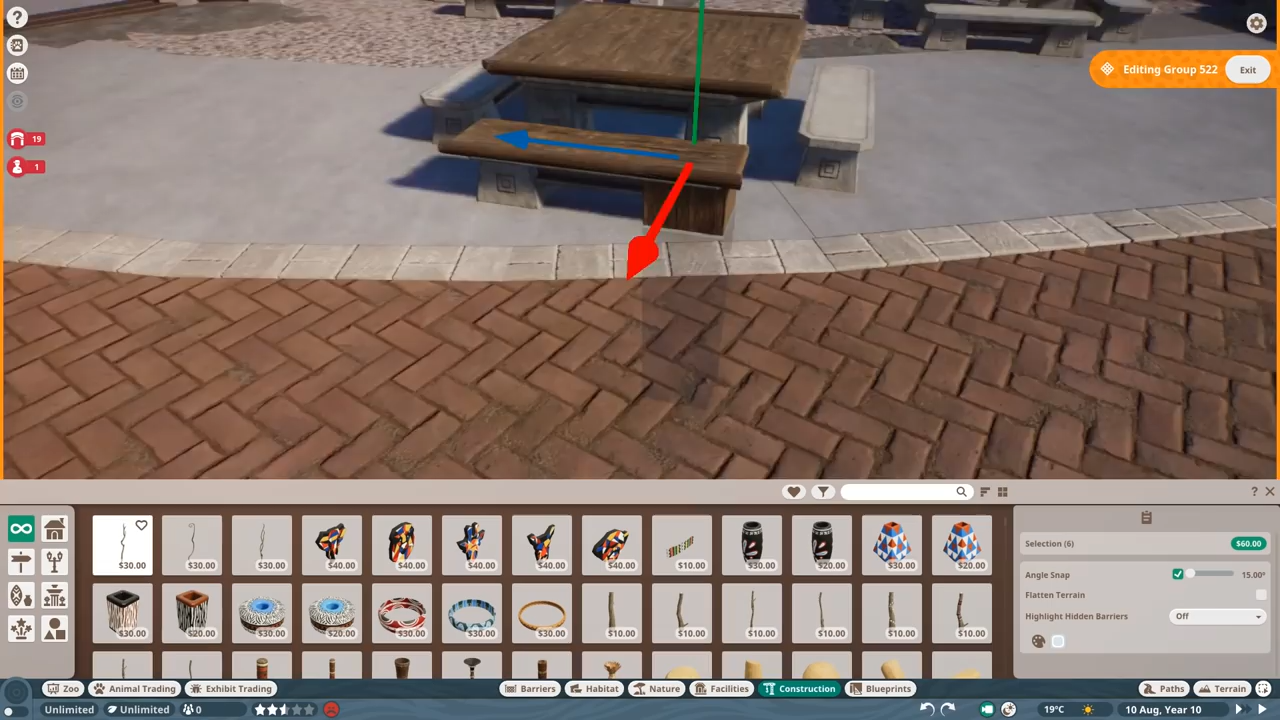 ?
Editing Group 522
Exit
19
1
?
Selection (6)
$60.00
$30.00
$30.00
$30.00
$40.00
$40.00
$40.00
$40.00
$40.00
$10.00
$30.00
$20.00
$30.00
$20.00
Angle Snap
15.00°
Flatten Terrain
Highlight Hidden Barriers
Off
$30.00
$20.00
$30.00
$20.00
$30.00
$30.00
$30.00
$10.00
$10.00
$10.00
$10.00
$10.00
$10.00
Zoo
Animal Trading
Exhibit Trading
Barriers
Habitat
Nature
Facilities
Construction
Blueprints
Paths
Terrain
Unlimited
Unlimited
0
19°C
10 Aug, Year 10